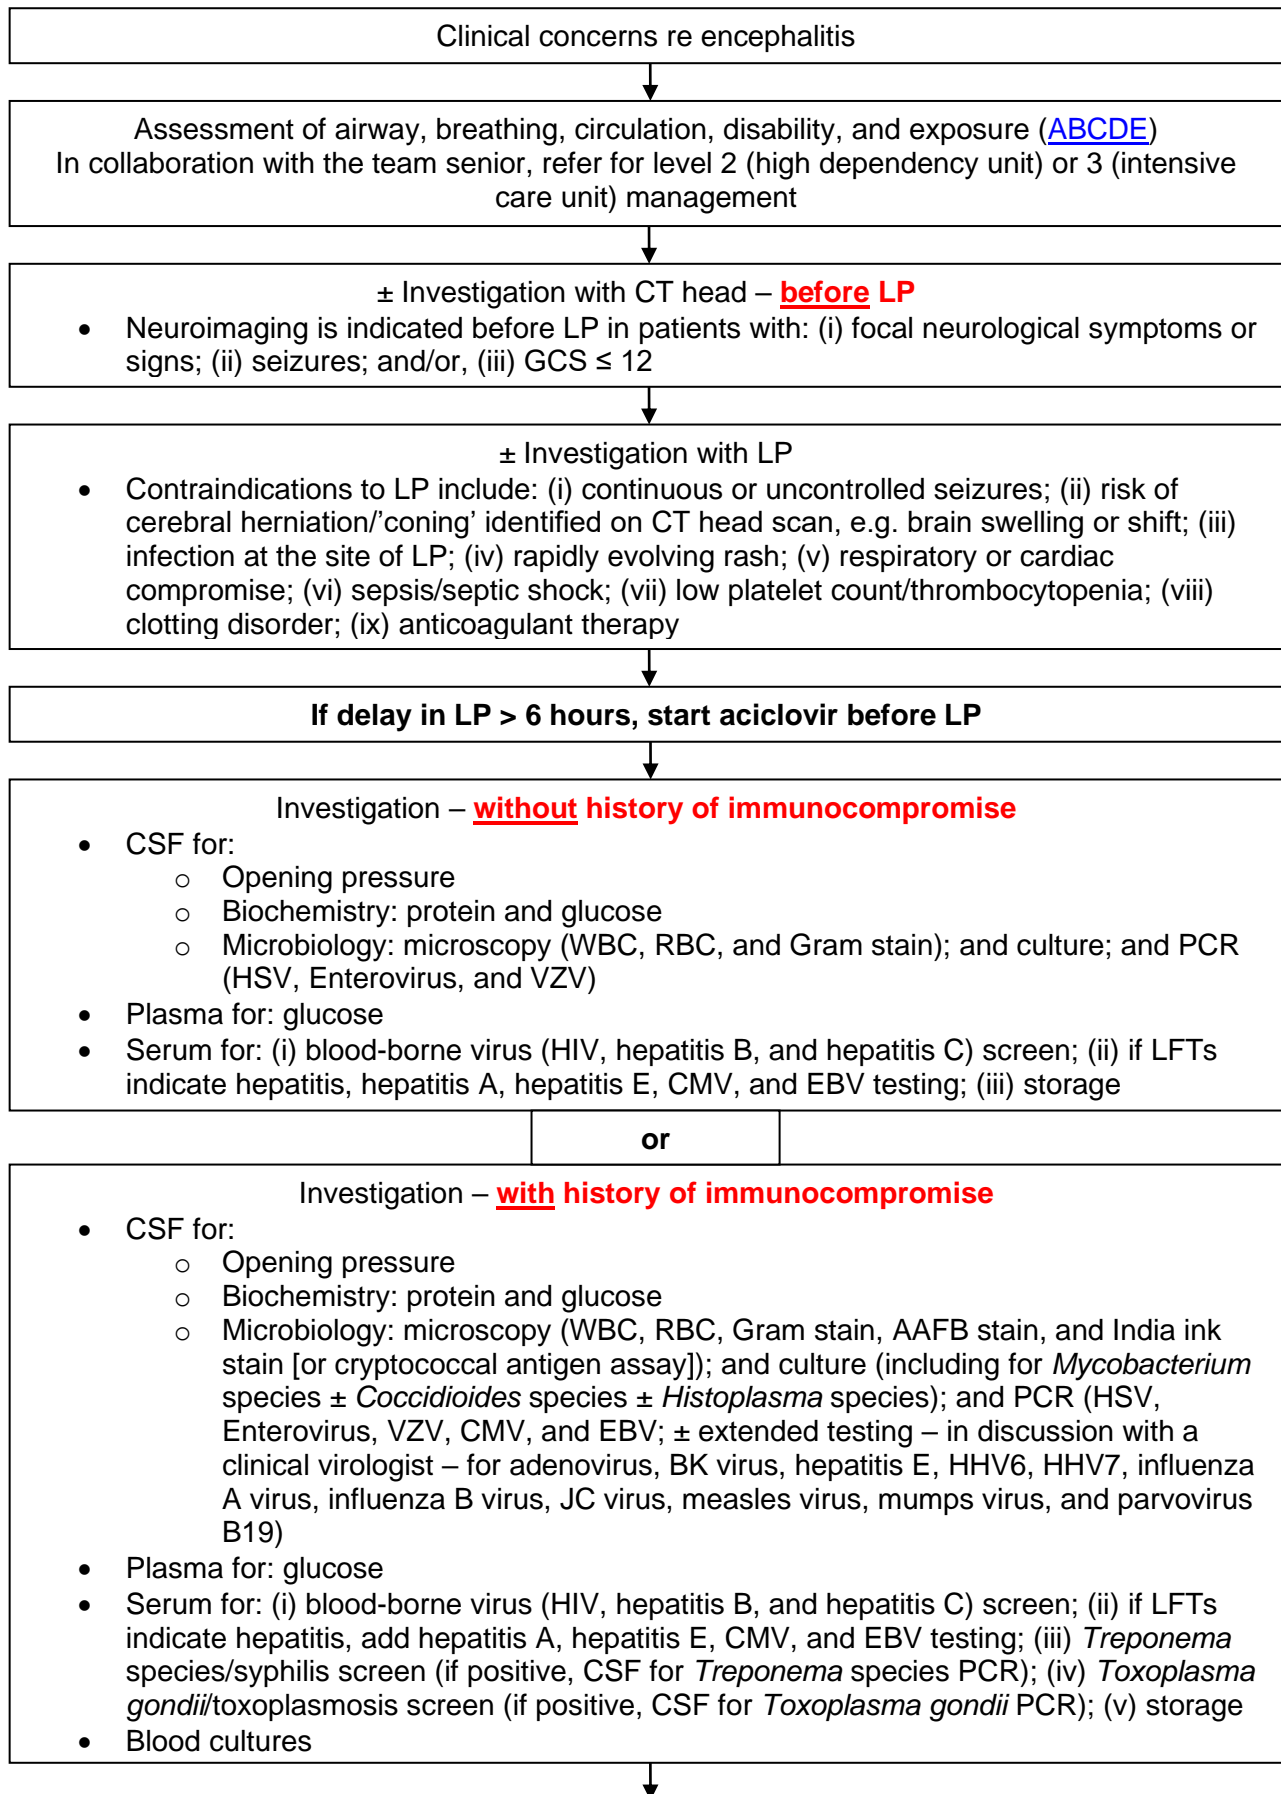 Clinical concerns re encephalitis
Assessment of airway, breathing, circulation, disability, and exposure (ABCDE)
In collaboration with the team senior, refer for level 2 (high dependency unit) or 3 (intensive
care unit) management
± Investigation with CT head – before LP
• Neuroimaging is indicated before LP in patients with: (i) focal neurological symptoms or
signs; (ii) seizures; and/or, (iii) GCS ≤ 12
± Investigation with LP
• Contraindications to LP include: (i) continuous or uncontrolled seizures; (ii) risk of
cerebral herniation/'coning' identified on CT head scan, e.g. brain swelling or shift; (iii)
infection at the site of LP; (iv) rapidly evolving rash; (v) respiratory or cardiac
compromise; (vi) sepsis/septic shock; (vii) low platelet count/thrombocytopenia; (viii)
clotting disorder; (ix) anticoagulant therapy
If delay in LP > 6 hours, start aciclovir before LP
Investigation – without history of immunocompromise
• CSF for:
o Opening pressure
o Biochemistry: protein and glucose
o Microbiology: microscopy (WBC, RBC, and Gram stain); and culture; and PCR
(HSV, Enterovirus, and VZV)
• Plasma for: glucose
• Serum for: (i) blood-borne virus (HIV, hepatitis B, and hepatitis C) screen; (ii) if LFTs
indicate hepatitis, hepatitis A, hepatitis E, CMV, and EBV testing; (iii) storage
or
Investigation – with history of immunocompromise
• CSF for:
o Opening pressure
o Biochemistry: protein and glucose
o Microbiology: microscopy (WBC, RBC, Gram stain, AAFB stain, and India ink
stain [or cryptococcal antigen assay]); and culture (including for Mycobacterium
species ± Coccidioides species ± Histoplasma species); and PCR (HSV,
Enterovirus, VZV, CMV, and EBV; ± extended testing – in discussion with a
clinical virologist – for adenovirus, BK virus, hepatitis E, HHV6, HHV7, influenza
A virus, influenza B virus, JC virus, measles virus, mumps virus, and parvovirus
B19)
• Plasma for: glucose
• Serum for: (i) blood-borne virus (HIV, hepatitis B, and hepatitis C) screen; (ii) if LFTs
indicate hepatitis, add hepatitis A, hepatitis E, CMV, and EBV testing; (iii) Treponema
species/syphilis screen (if positive, CSF for Treponema species PCR); (iv) Toxoplasma
gondii/toxoplasmosis screen (if positive, CSF for Toxoplasma gondii PCR); (v) storage
• Blood cultures